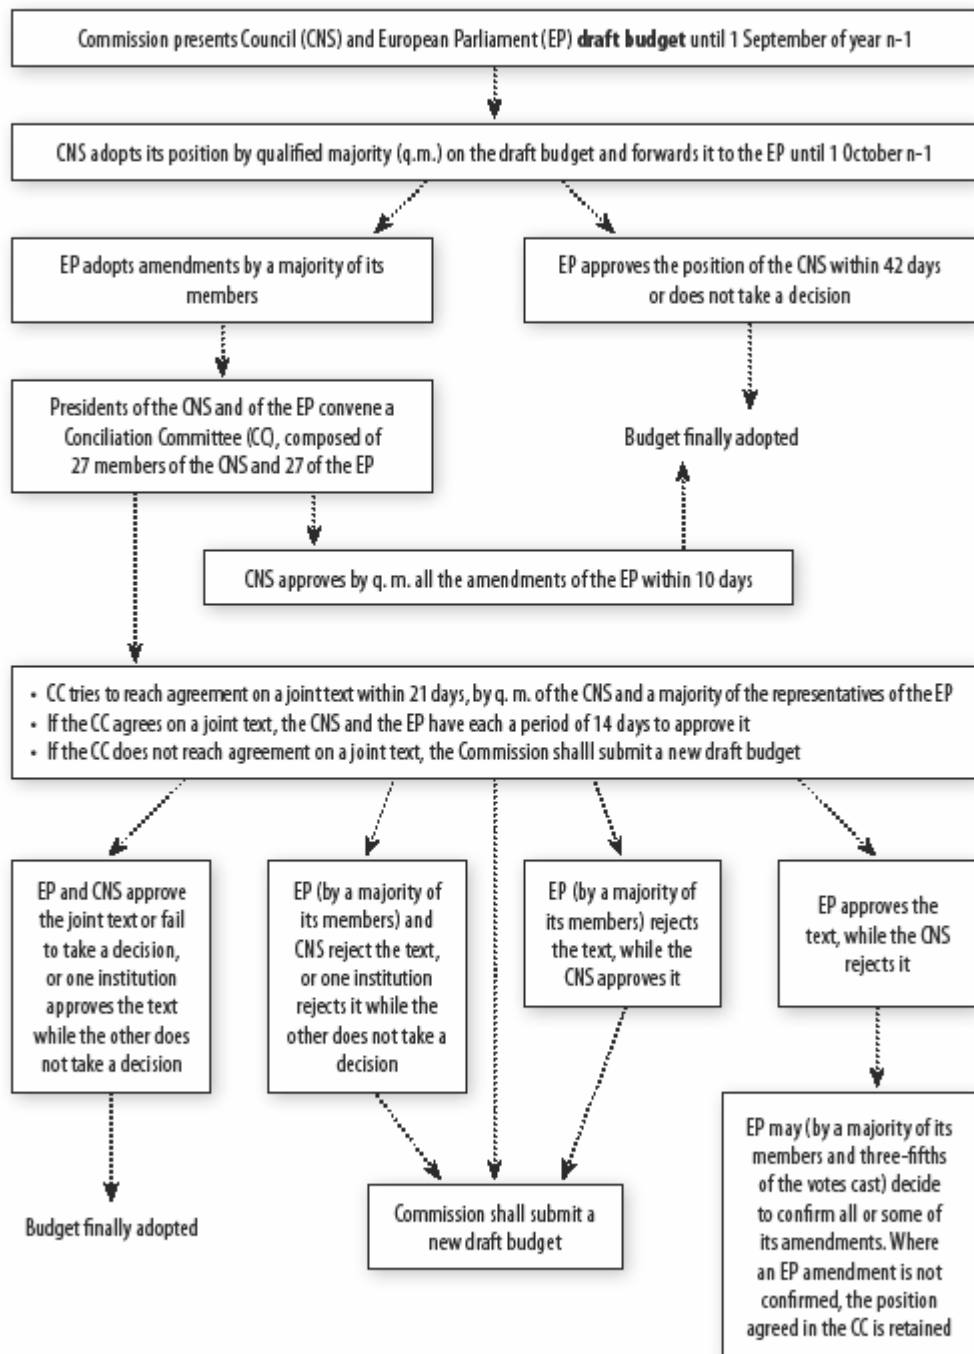 Commission presents Council (CNS) and European Parliament (EP) draft budget until 1 September of year n-1
CNS adopts its position by qualified majority (q.m.) on the draft budget and forwards it to the EP until 1 October n-1
EP adopts amendments by a majority of its
members
EP approves the position of the CNS within 42 days
or does not take a decision
Presidents of the CNS and of the EP convene a
Conciliation Committee (CC), composed of
27 members of the CNS and 27 of the EP
Budget finally adopted
CNS approves by q. m. all the amendments of the EP within 10 days
• CC tries to reach agreement on a joint text within 21 days, by q. m. of the CNS and a majority of the representatives of the EP
• If the CC agrees on a joint text, the CNS and the EP have each a period of 14 days to approve it
• If the CC does not reach agreement on a joint text, the Commission shalll submit a new draft budget
EP and CNS approve
the joint text or fail
to take a decision,
or one institution
approves the text
while the other does
not take a decision
EP (by a majority of
its members) and
CNS reject the text,
or one institution
rejects it while the
other does not take a
decision
EP (by a majority of
its members) rejects
the text, while the
CNS approves it
EP approves the
text, while the CNS
rejects it
Budget finally adopted
Commission shall submit a
new draft budget
EP may (by a majority of its
members and three-fifths
of the votes cast) decide
to confirm all or some of
its amendments. Where
an EP amendment is not
confirmed, the position
agreed in the CC is retained